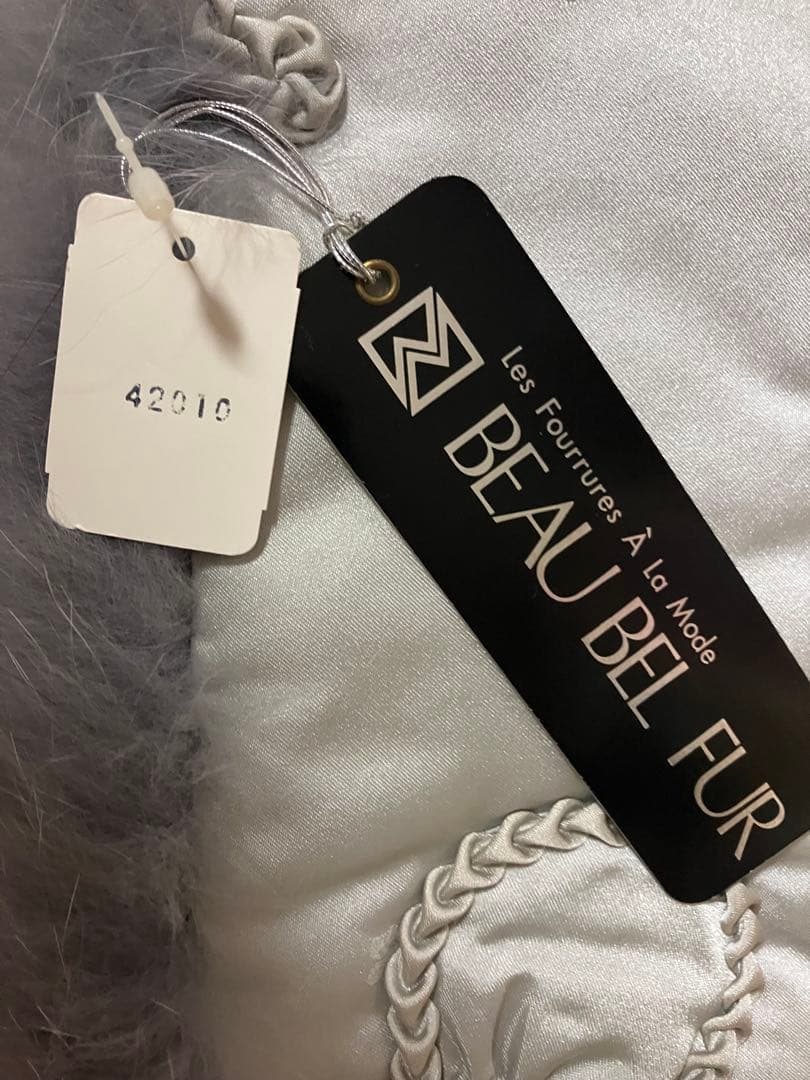 42010
Les Fourrures À La Mode
BEAU BEL FUR